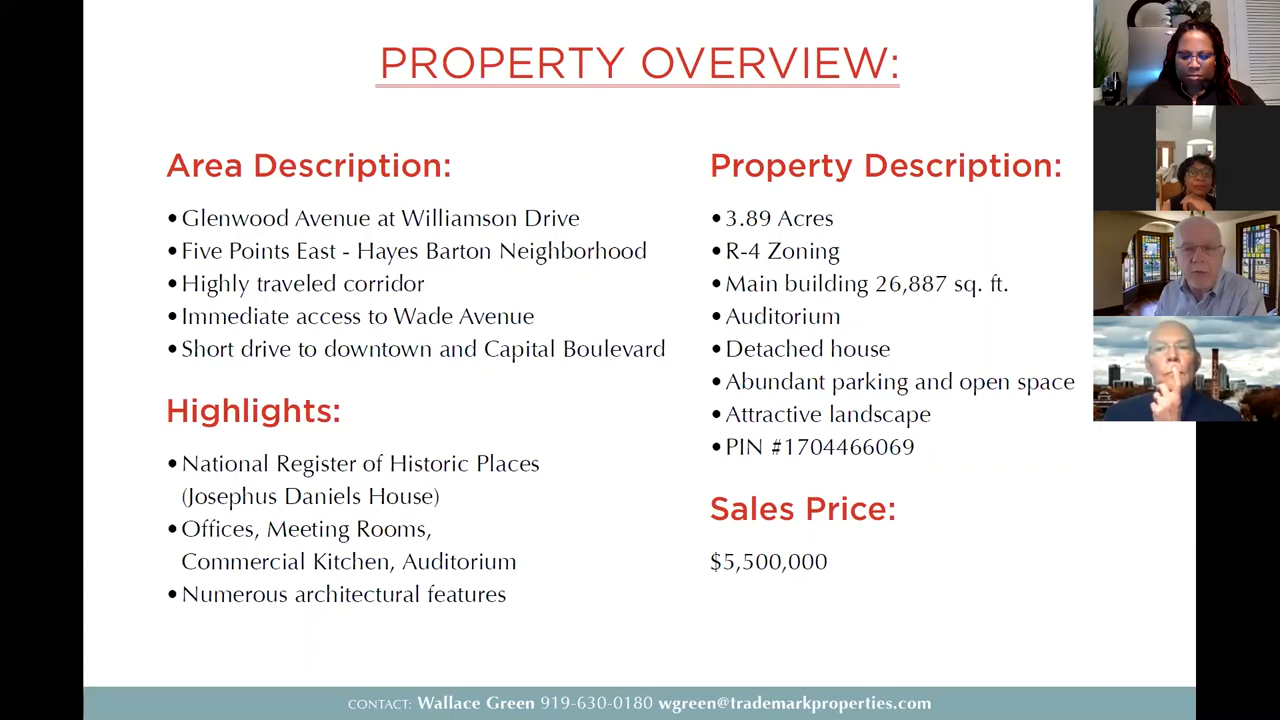 PROPERTY OVERVIEW:
Area Description:
•Glenwood Avenue at Williamson Drive
•Five Points East - Hayes Barton Neighborhood
•Highly traveled corridor
•Immediate access to Wade Avenue
•Short drive to downtown and Capital Boulevard
Highlights:
•National Register of Historic Places
(Josephus Daniels House)
•Offices, Meeting Rooms,
Commercial Kitchen, Auditorium
•Numerous architectural features
Property Description:
•3.89 Acres
•R-4 Zoning
•Main building 26,887 sq. ft.
•Auditorium
•Detached house
•Abundant parking and open space
•Attractive landscape
•PIN #1704466069
Sales Price:
$5,500,000
CONTACT: Wallace Green 919-630-0180 wgreen@trademarkproperties.com